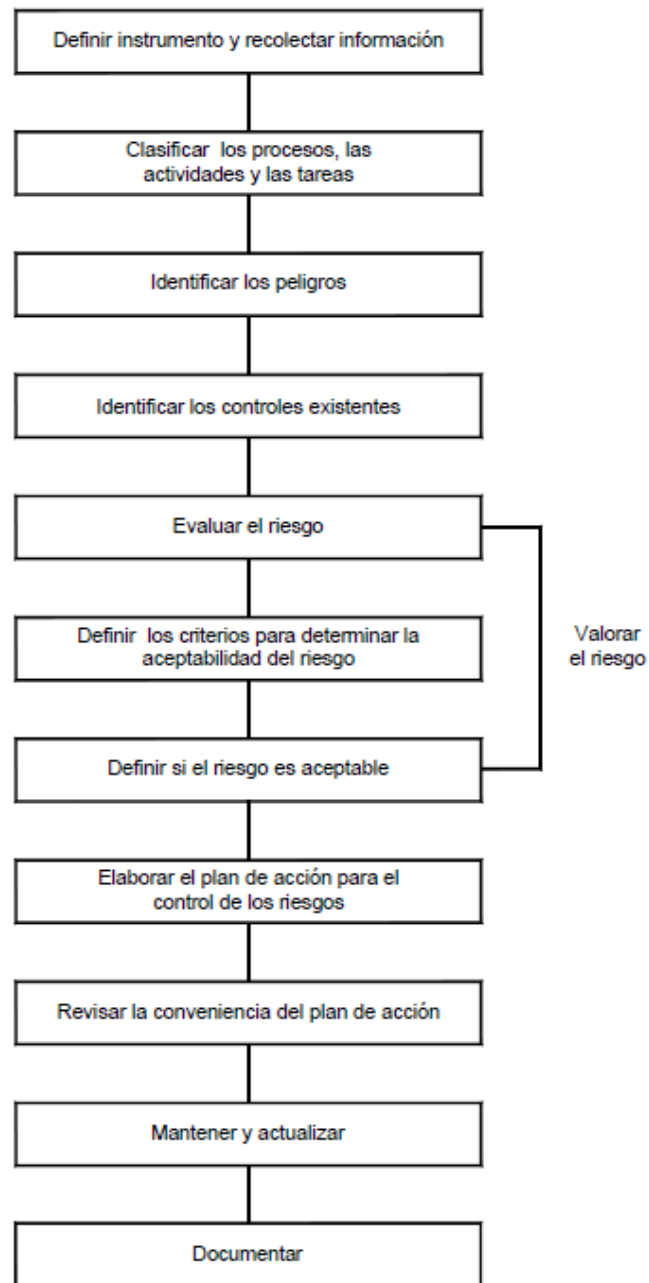 Definir instrumento y recolectar información
Clasificar los procesos, las
actividades y las tareas
Identificar los peligros
Identificar los controles existentes
Evaluar el riesgo
Definir los criterios para determinar la
aceptabilidad del riesgo
Valorar
el riesgo
Definir si el riesgo es aceptable
Elaborar el plan de acción para el
control de los riesgos
Revisar la conveniencia del plan de acción
Mantener y actualizar
Documentar